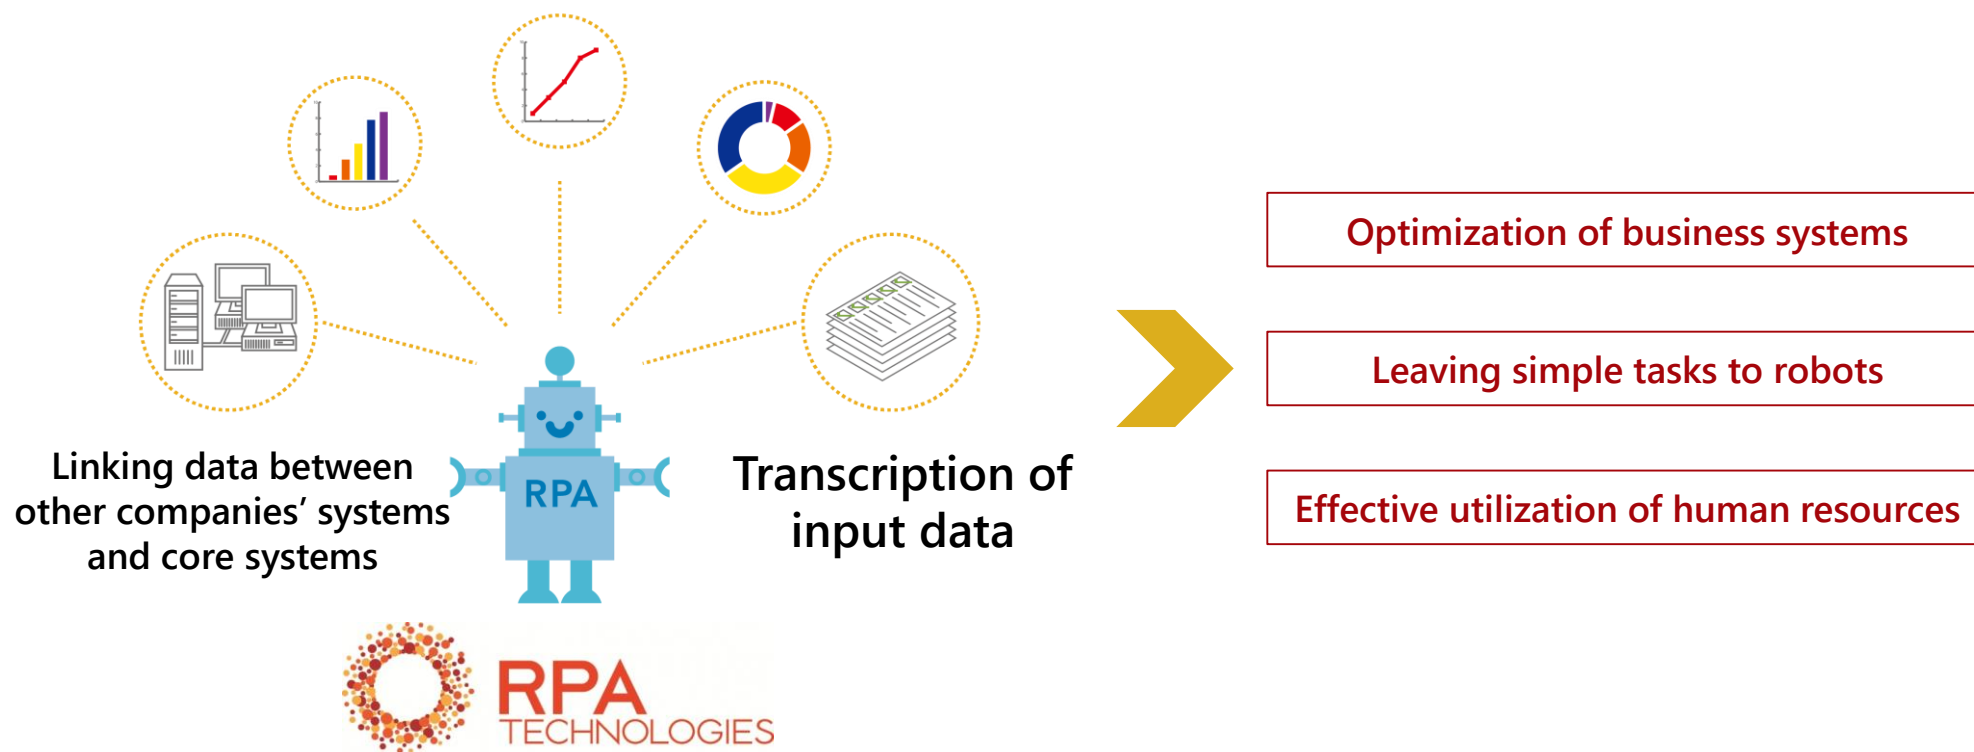 Linking data between
other companies’ systems
and core systems
RPA
Transcription of
input data
RPA
TECHNOLOGIES
Optimization of business systems
Leaving simple tasks to robots
Effective utilization of human resources